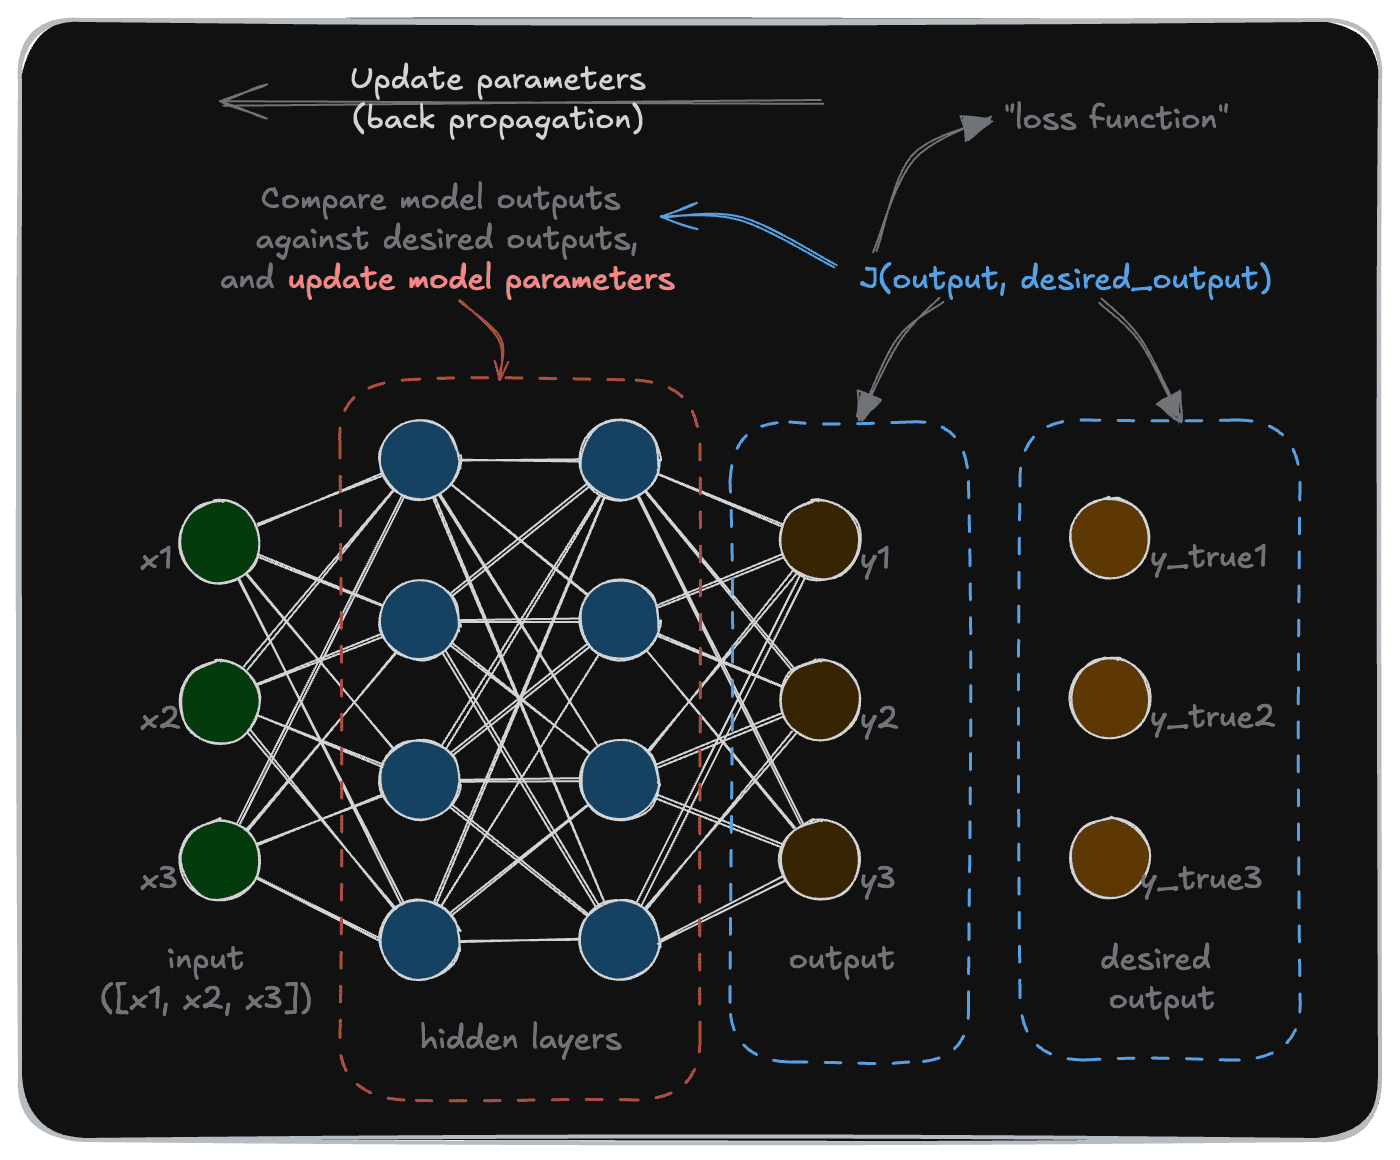 Update parameters
(back propagation)
"loss function"
Compare model outputs
against desired outputs,
and update model parameters
J(output, desired_output)
x1
y1
y_true1
x2
y2
y_true2
x3
y3
y_true3
input
([x1, x2, x3])
hidden layers
output
desired
output